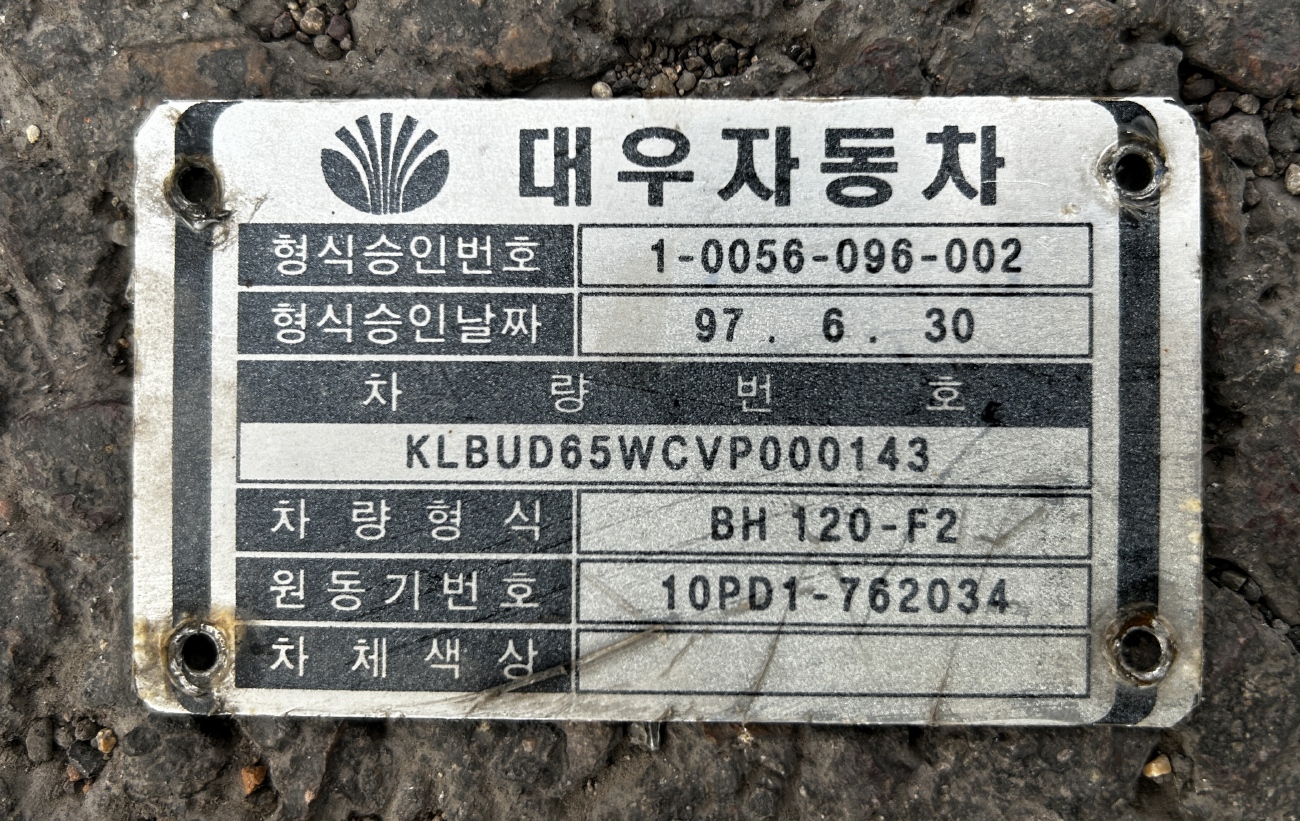 대우자동차
형식승인번호 1-0056-096-002
형식승인날짜 97. 6. 30
차 량 번 호
KLBUD65WCVP000143
차 량 형 식 BH 120-F2
원동기번호 10PD1-762034
차 체 색 상